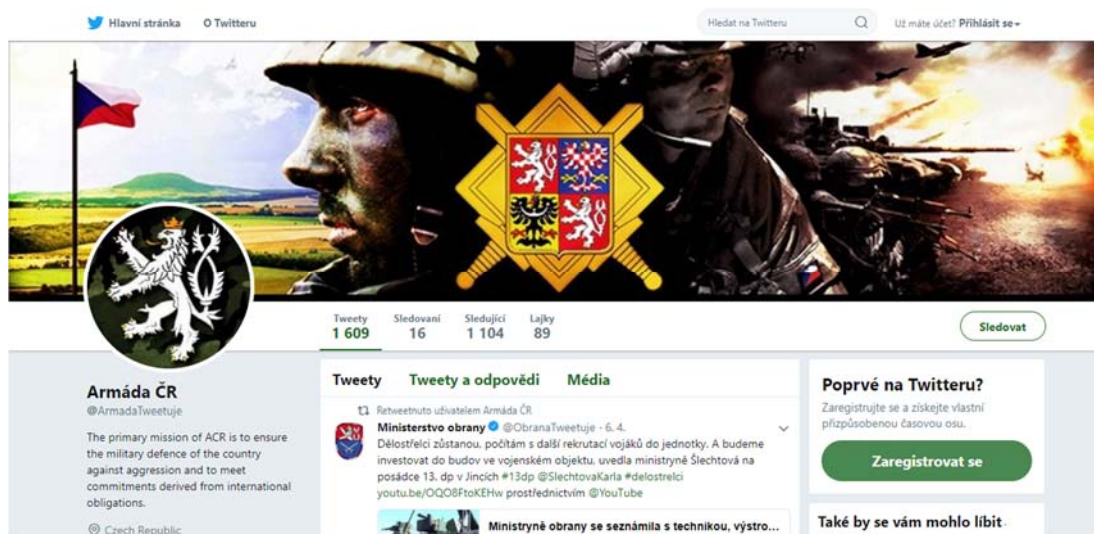 Hlavní stránka O Twitteru Hledat na Twitteru Už máte účet? Přihlásit se
Tweety Sledovaní Sledující Lajky
1 609 16 1 104 89
Sledovat
Armáda ČR
@ArmadaTweetuje
The primary mission of ACR is to ensure
the military defence of the country
against aggression and to meet
commitments derived from international
obligations.
Czech Republic
Tweety Tweety a odpovědi Média
Retweetnuto uživatelem Armáda ČR
Ministerstvo obrany @ObranaTweetuje · 6. 4.
Dělostřelci zůstanou, počítám s další rekrutací vojáků do jednotky. A budeme
investovat do budov ve vojenském objektu, uvedla ministryně Šlechtová na
posádce 13. dp v Jincích #13dp @SlechtovaKarla #delostrelci
youtu.be/OQO8FtoKEHw prostřednictvím @YouTube
Ministryně obrany se seznámila s technikou, výstro...
Poprvé na Twitteru?
Zaregistrujte se a získejte vlastní
přizpůsobenou časovou osu.
Zaregistrovat se
Také by se vám mohlo líbit